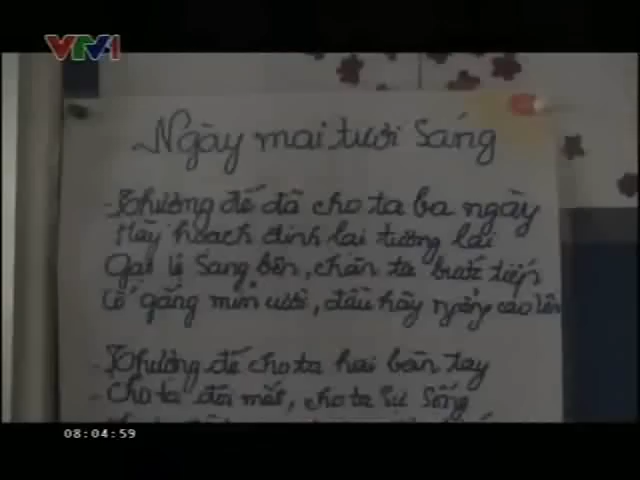 VTV1
Ngày mai tươi sáng
- Thượng đế đã cho ta ba ngày
Hãy hoạch định lại tương lai
Gạt lệ sang bên, chân ta bước tiếp
Cố gắng mỉm cười, đầu hãy ngẩng cao lên
- Thượng đế cho ta hai bàn tay
- Cho ta đôi mắt, cho ta sự sống
08:04:59